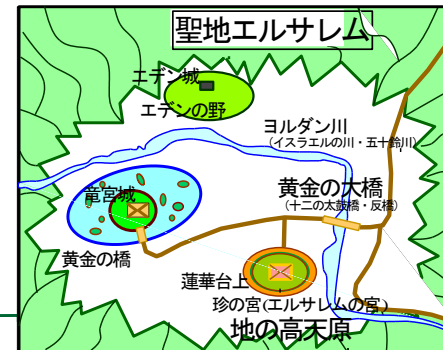 聖地エルサレム
エデン城
エデンの野
ヨルダン川
（イスラエルの川・五十鈴川）
竜宮城
黄金の大橋
（十二の太鼓橋・反橋）
黄金の橋
蓮華台上
珍の宮(エルサレムの宮)
地の高天原